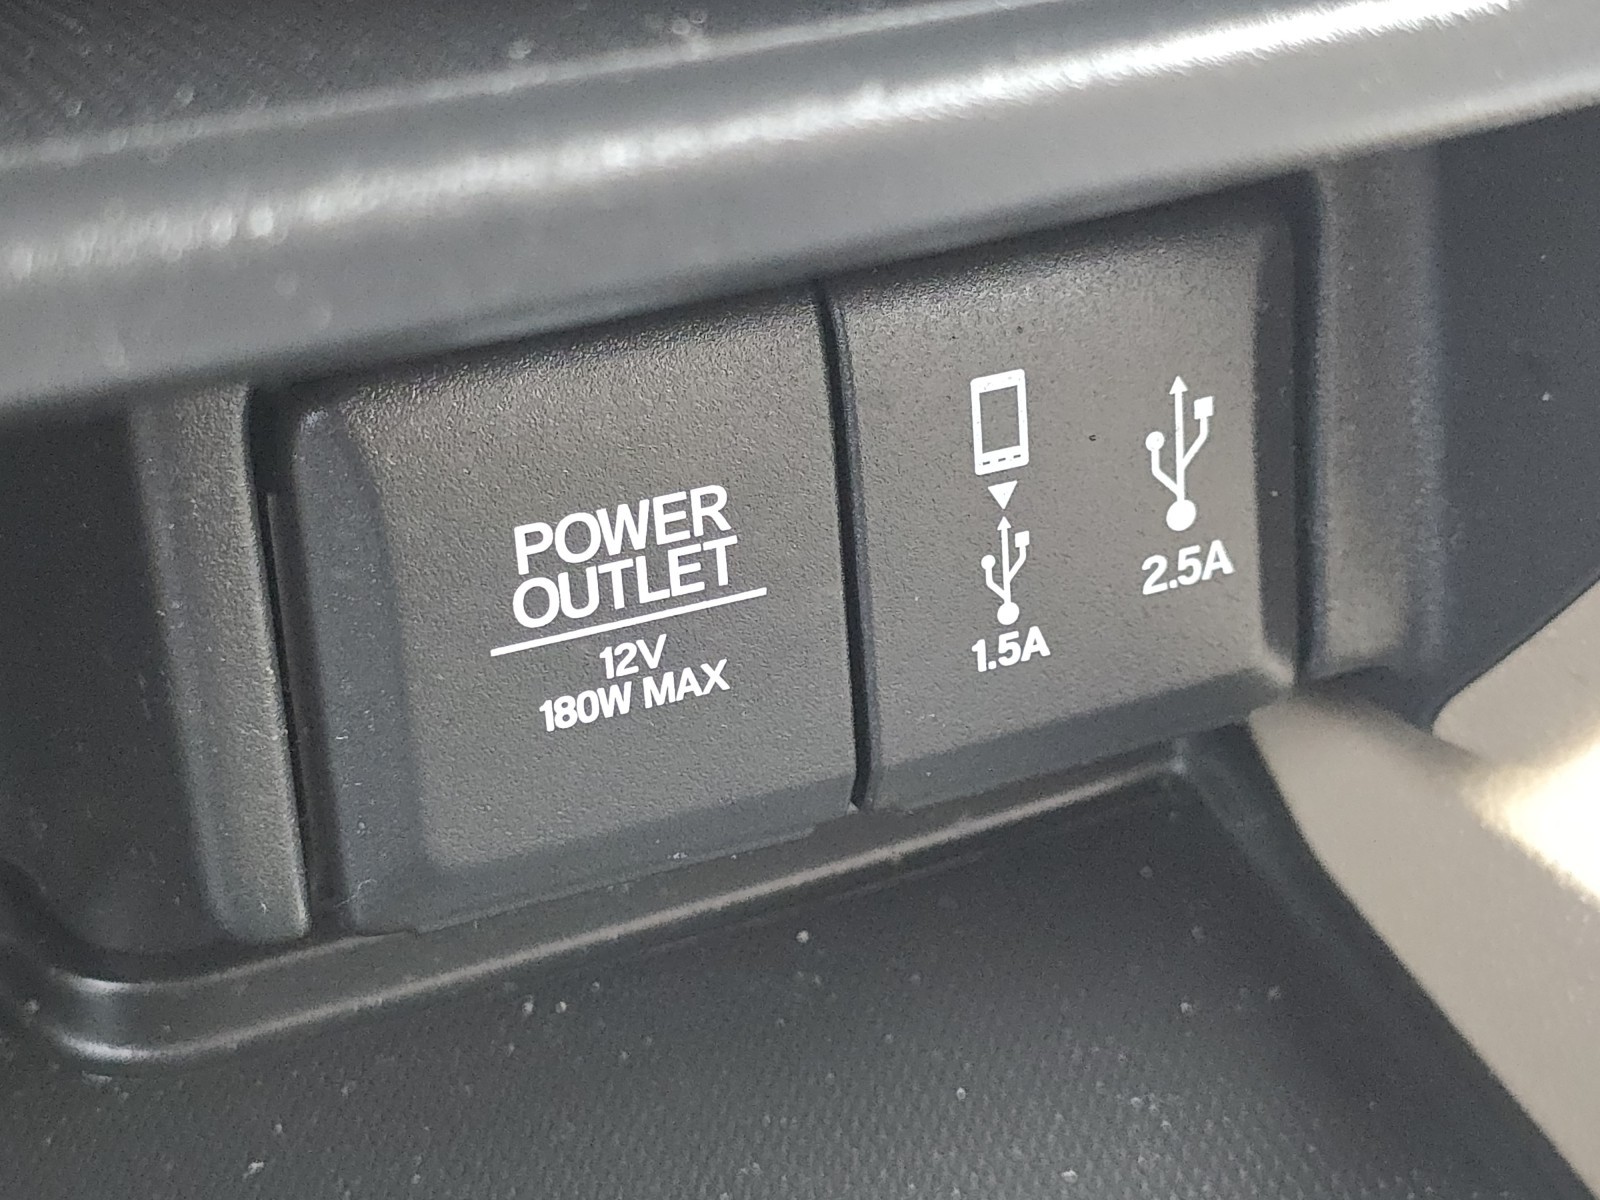 POWER
OUTLET
12V
180W MAX
1.5A
2.5A